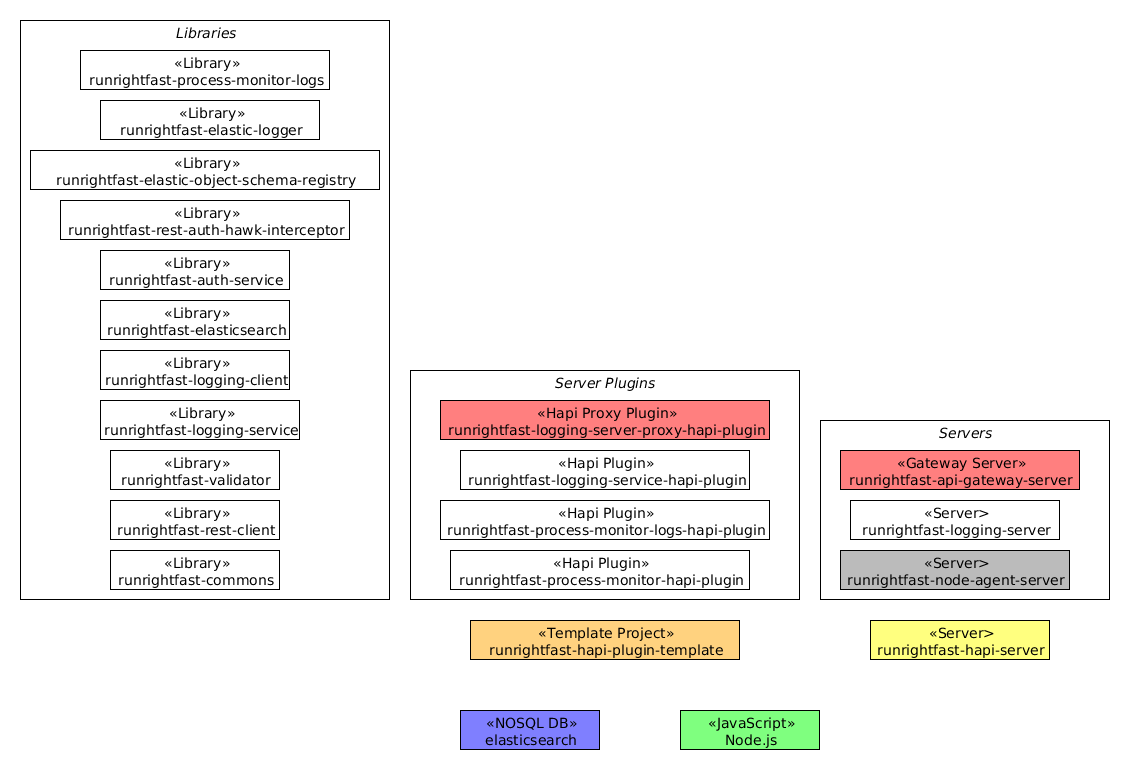 Libraries
«Library»
runrightfast-process-monitor-logs
«Library»
runrightfast-elastic-logger
«Library»
runrightfast-elastic-object-schema-registry
«Library»
runrightfast-rest-auth-hawk-interceptor
«Library»
runrightfast-auth-service
«Library»
runrightfast-elasticsearch
«Library»
runrightfast-logging-client
«Library»
runrightfast-logging-service
«Library»
runrightfast-validator
«Library»
runrightfast-rest-client
«Library»
runrightfast-commons
Server Plugins
«Hapi Proxy Plugin»
runrightfast-logging-server-proxy-hapi-plugin
«Hapi Plugin»
runrightfast-logging-service-hapi-plugin
«Hapi Plugin»
runrightfast-process-monitor-logs-hapi-plugin
«Hapi Plugin»
runrightfast-process-monitor-hapi-plugin
Servers
«Gateway Server»
runrightfast-api-gateway-server
«Server>
runrightfast-logging-server
«Server>
runrightfast-node-agent-server
«Template Project»
runrightfast-hapi-plugin-template
«Server>
runrightfast-hapi-server
«NOSQL DB»
elasticsearch
«JavaScript»
Node.js